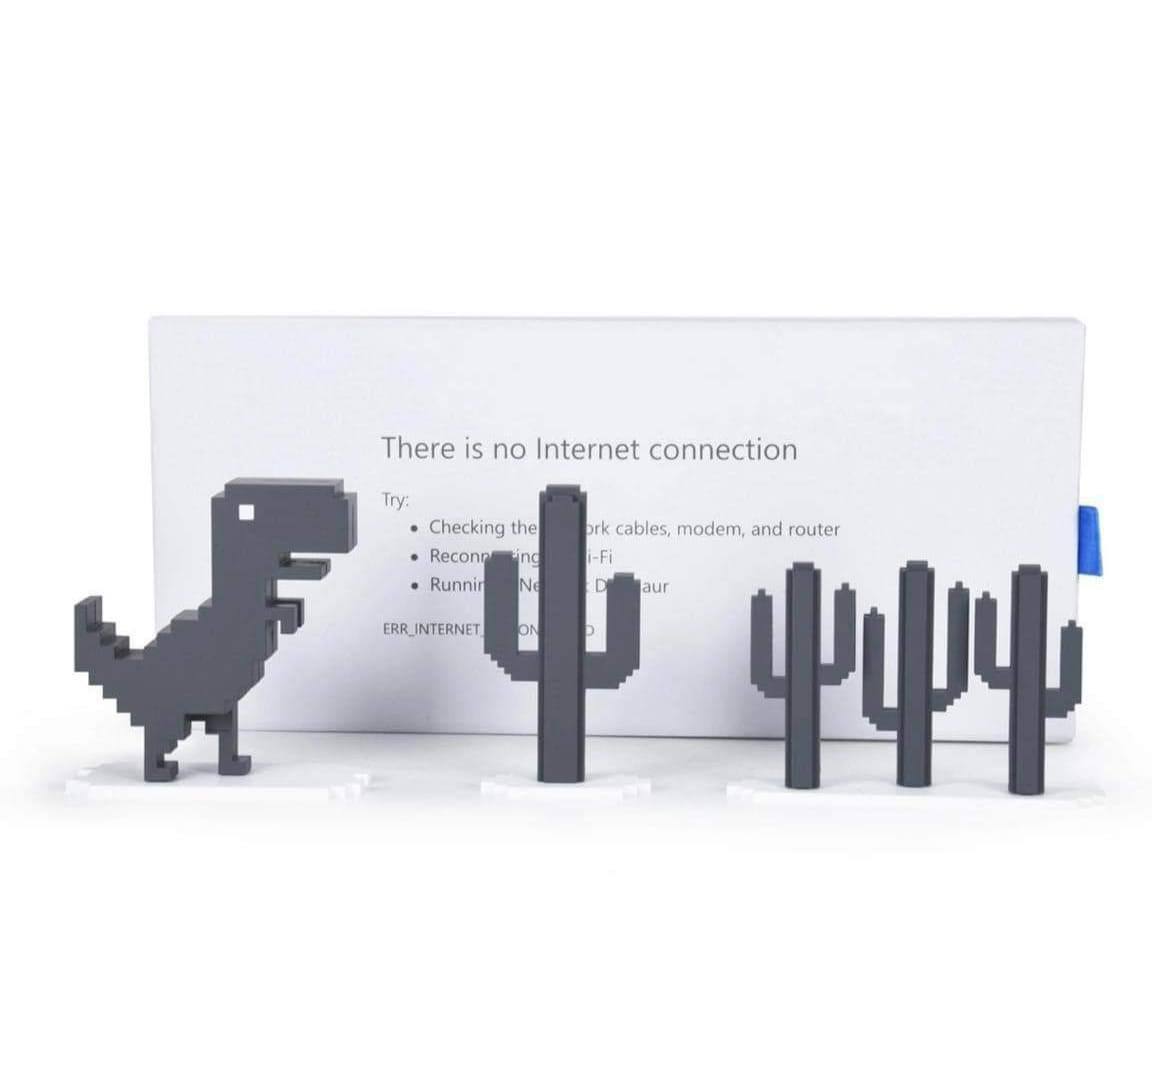 There is no Internet connection
Try:
• Checking the ork cables, modem, and router
• Reconn ing i-Fi
• Runnin Ne D aur
ERR_INTERNET_ ON D